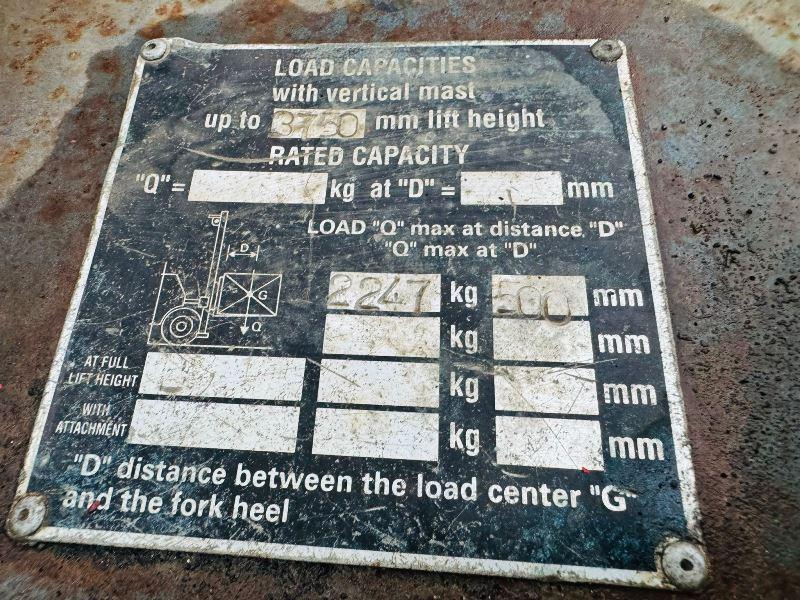 LOAD CAPACITIES
with vertical mast
up to 3750 mm lift height
RATED CAPACITY
"Q" = kg at "D" = mm
LOAD "Q" max at distance "D"
"Q" max at "D"
D
G
Q
2247 kg 500 mm
kg mm
AT FULL
LIFT HEIGHT kg mm
WITH
ATTACHMENT kg mm
"D" distance between the load center "G"
and the fork heel